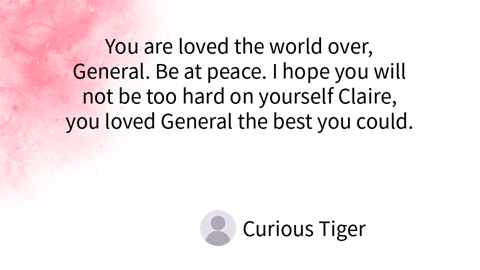 You are loved the world over,
General. Be at peace. I hope you will
not be too hard on yourself Claire,
you loved General the best you could.
Curious Tiger